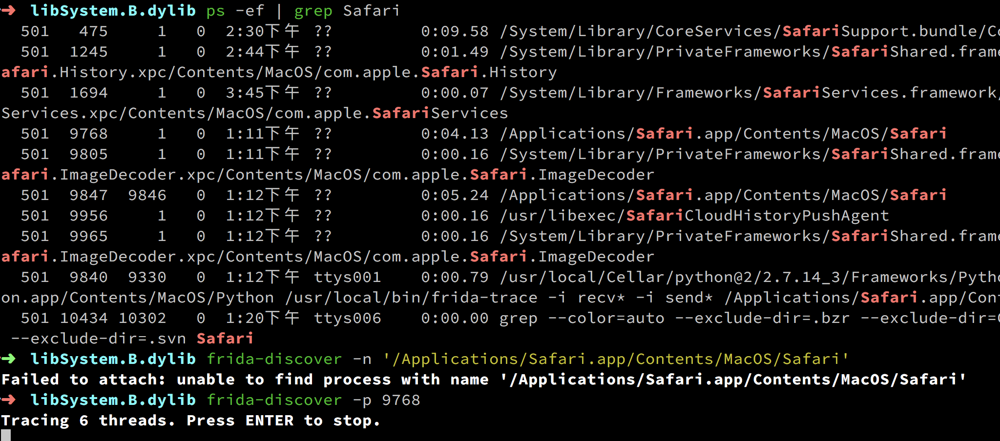 ➜ libSystem.B.dylib ps -ef | grep Safari
501 475 1 0 2:30下午 ?? 0:09.58 /System/Library/CoreServices/SafariSupport.bundle/Co
501 1245 1 0 2:44下午 ?? 0:01.49 /System/Library/PrivateFrameworks/SafariShared.frame
afari.History.xpc/Contents/MacOS/com.apple.Safari.History
501 1694 1 0 3:45下午 ?? 0:00.07 /System/Library/Frameworks/SafariServices.framework/
Services.xpc/Contents/MacOS/com.apple.SafariServices
501 9768 1 0 1:11下午 ?? 0:04.13 /Applications/Safari.app/Contents/MacOS/Safari
501 9805 1 0 1:11下午 ?? 0:00.16 /System/Library/PrivateFrameworks/SafariShared.frame
afari.ImageDecoder.xpc/Contents/MacOS/com.apple.Safari.ImageDecoder
501 9847 9846 0 1:12下午 ?? 0:05.24 /Applications/Safari.app/Contents/MacOS/Safari
501 9956 1 0 1:12下午 ?? 0:00.16 /usr/libexec/SafariCloudHistoryPushAgent
501 9965 1 0 1:12下午 ?? 0:00.16 /System/Library/PrivateFrameworks/SafariShared.frame
afari.ImageDecoder.xpc/Contents/MacOS/com.apple.Safari.ImageDecoder
501 9840 9330 0 1:12下午 ttys001 0:00.79 /usr/local/Cellar/python@2/2.7.14_3/Frameworks/Pytho
on.app/Contents/MacOS/Python /usr/local/bin/frida-trace -i recv* -i send* /Applications/Safari.app/Cont
501 10434 10302 0 1:20下午 ttys006 0:00.00 grep --color=auto --exclude-dir=.bzr --exclude-dir=C
--exclude-dir=.svn Safari
➜ libSystem.B.dylib frida-discover -n '/Applications/Safari.app/Contents/MacOS/Safari'
Failed to attach: unable to find process with name '/Applications/Safari.app/Contents/MacOS/Safari'
➜ libSystem.B.dylib frida-discover -p 9768
Tracing 6 threads. Press ENTER to stop.